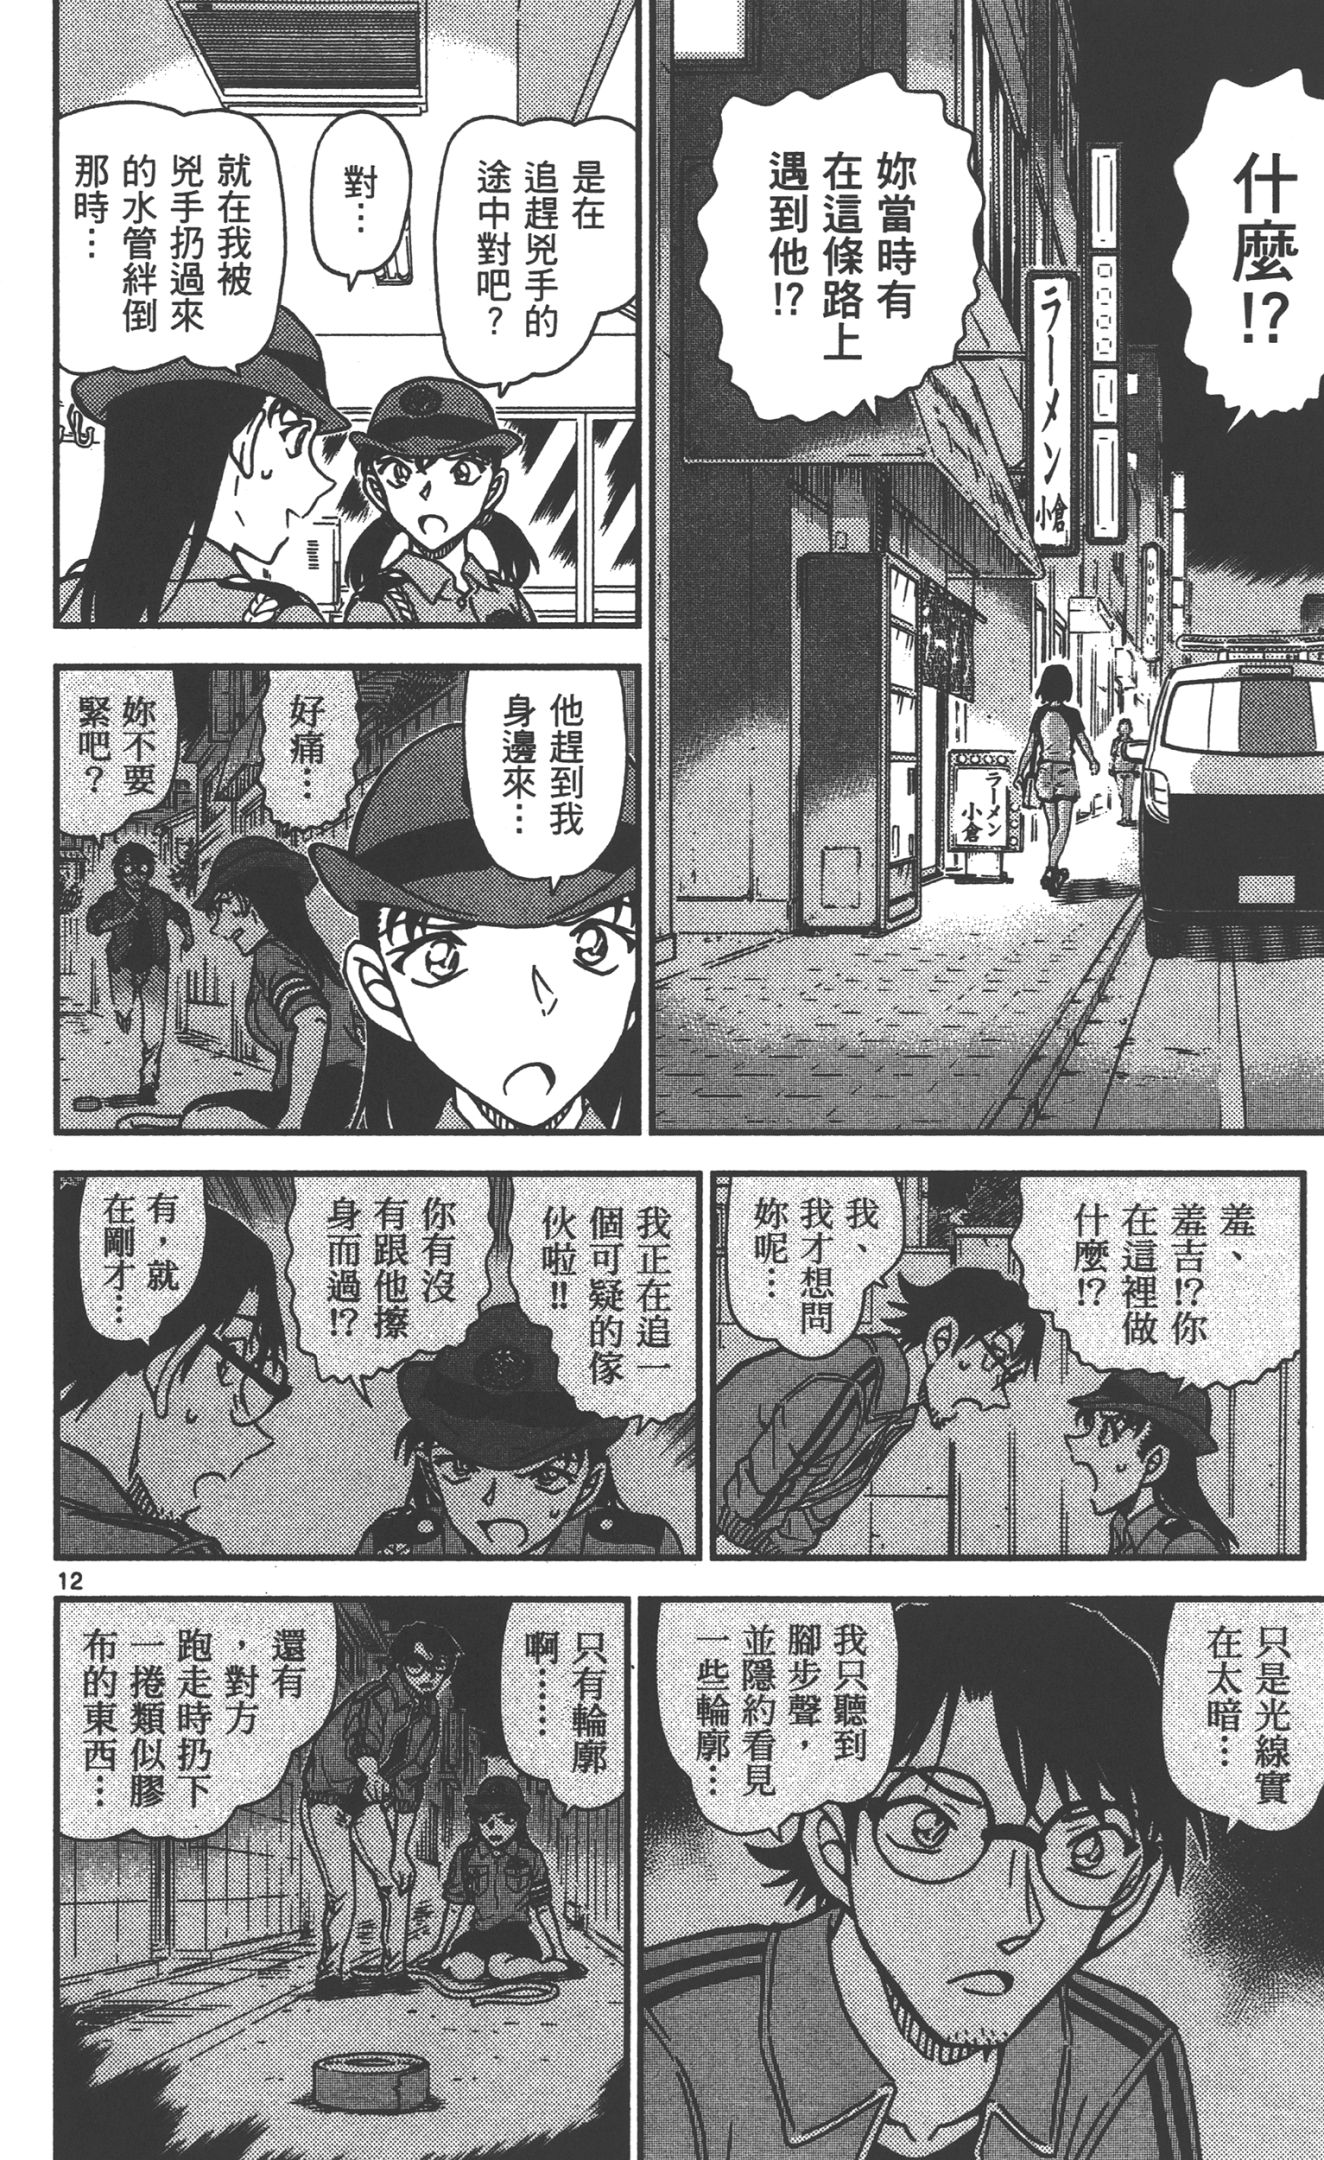 什麼!?
妳當時有
在這條路上
遇到他!?
ラーメン
小倉
ラーメン
小倉
是在
追趕兇手的
途中對吧?
對…
就在我被
兇手扔過來
的水管絆倒
那時…
他趕到我
身邊來…
好痛…
妳不要
緊吧?
羞、
羞吉!?你
在這裡做
什麼!?
我、
我才想問
妳呢…
我正在追一
個可疑的傢
伙啦!!
你有沒
有跟他擦
身而過!?
有,就
在剛才…
只是光線實
在太暗…
我只聽到
腳步聲,
並隱約看見
一些輪廓…
只有輪廓
啊……
還有
,對方
跑走時扔下
一捲類似膠
布的東西…
12